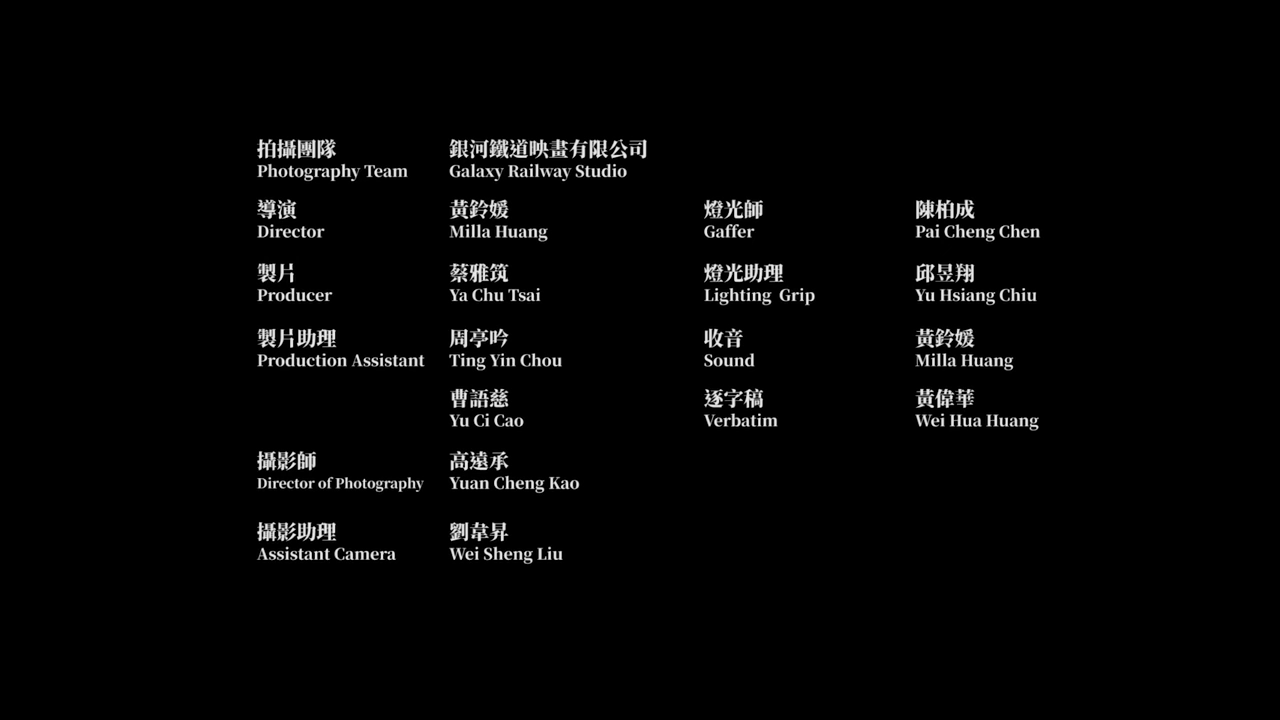 拍攝團隊 銀河鐵道映畫有限公司
Photography Team Galaxy Railway Studio
導演 黃鈴媛
Director Milla Huang
製片 蔡雅筑
Producer Ya Chu Tsai
製片助理 周亭吟
Production Assistant Ting Yin Chou
曹語慈
Yu Ci Cao
攝影師 高遠承
Director of Photography Yuan Cheng Kao
攝影助理 劉韋昇
Assistant Camera Wei Sheng Liu
燈光師 陳柏成
Gaffer Pai Cheng Chen
燈光助理 邱昱翔
Lighting Grip Yu Hsiang Chiu
收音 黃鈴媛
Sound Milla Huang
逐字稿 黃偉華
Verbatim Wei Hua Huang